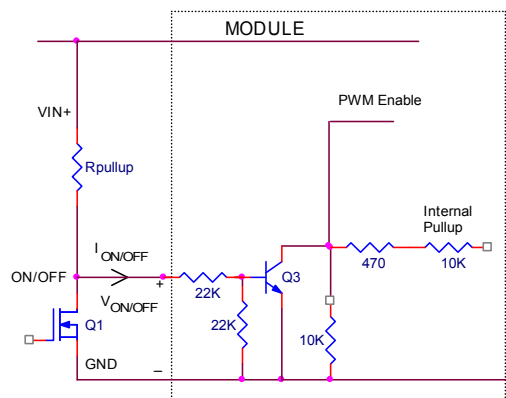 MODULE
PWM Enable
VIN+
Rpullup
Internal
Pullup
I ON/OFF
ON/OFF
+
V ON/OFF
22K
Q3
470
10K
22K
10K
Q1
GND
–